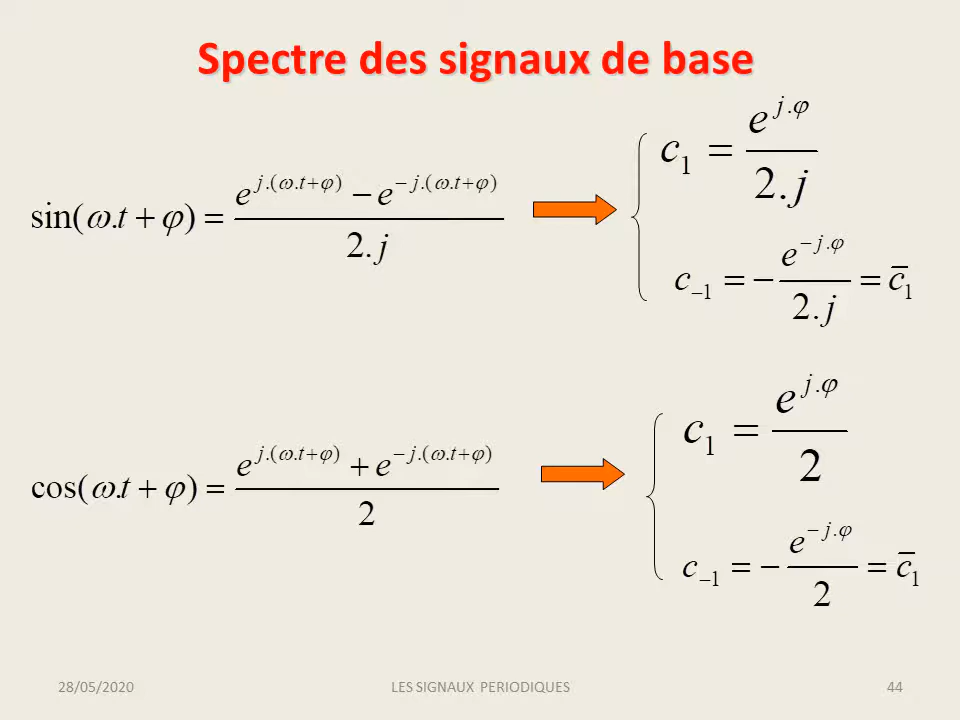 Spectre des signaux de base
sin(ω.t + φ) = (e^{j.(ω.t+φ)} − e^{−j.(ω.t+φ)}) / 2.j
c₁ = e^{j.φ} / 2.j
c₋₁ = − e^{−j.φ} / 2.j = c̄₁
cos(ω.t + φ) = (e^{j.(ω.t+φ)} + e^{−j.(ω.t+φ)}) / 2
c₁ = e^{j.φ} / 2
c₋₁ = − e^{−j.φ} / 2 = c̄₁
28/05/2020 LES SIGNAUX PERIODIQUES 44